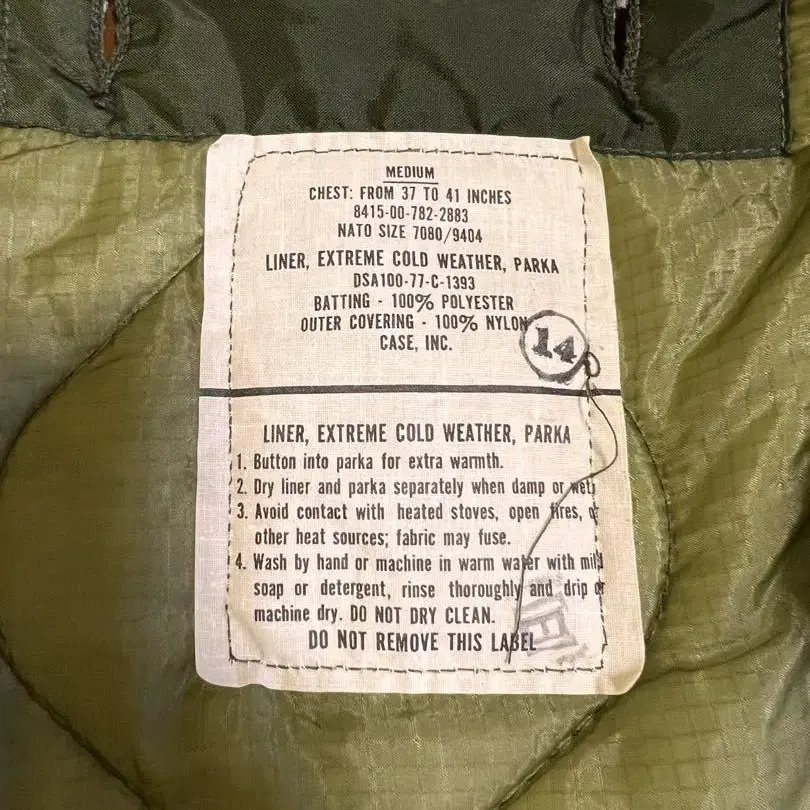 MEDIUM
CHEST: FROM 37 TO 41 INCHES
8415-00-782-2883
NATO SIZE 7080/9404
LINER, EXTREME COLD WEATHER, PARKA
DSA100-77-C-1393
BATTING - 100% POLYESTER
OUTER COVERING - 100% NYLON
CASE, INC.
14
LINER, EXTREME COLD WEATHER, PARKA
1. Button into parka for extra warmth.
2. Dry liner and parka separately when damp or wet.
3. Avoid contact with heated stoves, open fires, or
other heat sources; fabric may fuse.
4. Wash by hand or machine in warm water with mild
soap or detergent, rinse thoroughly and drip or
machine dry. DO NOT DRY CLEAN.
DO NOT REMOVE THIS LABEL